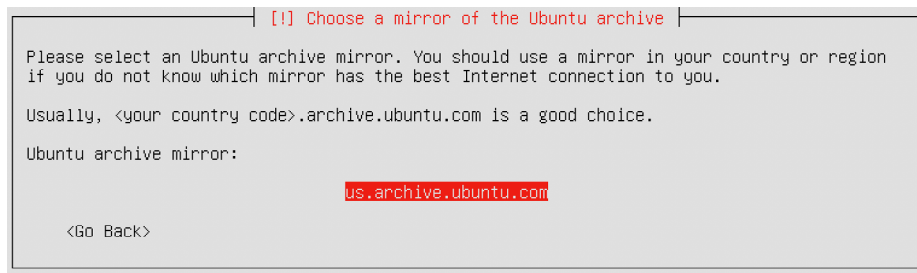 [!] Choose a mirror of the Ubuntu archive
Please select an Ubuntu archive mirror. You should use a mirror in your country or region
if you do not know which mirror has the best Internet connection to you.
Usually, <your country code>.archive.ubuntu.com is a good choice.
Ubuntu archive mirror:
us.archive.ubuntu.com
<Go Back>